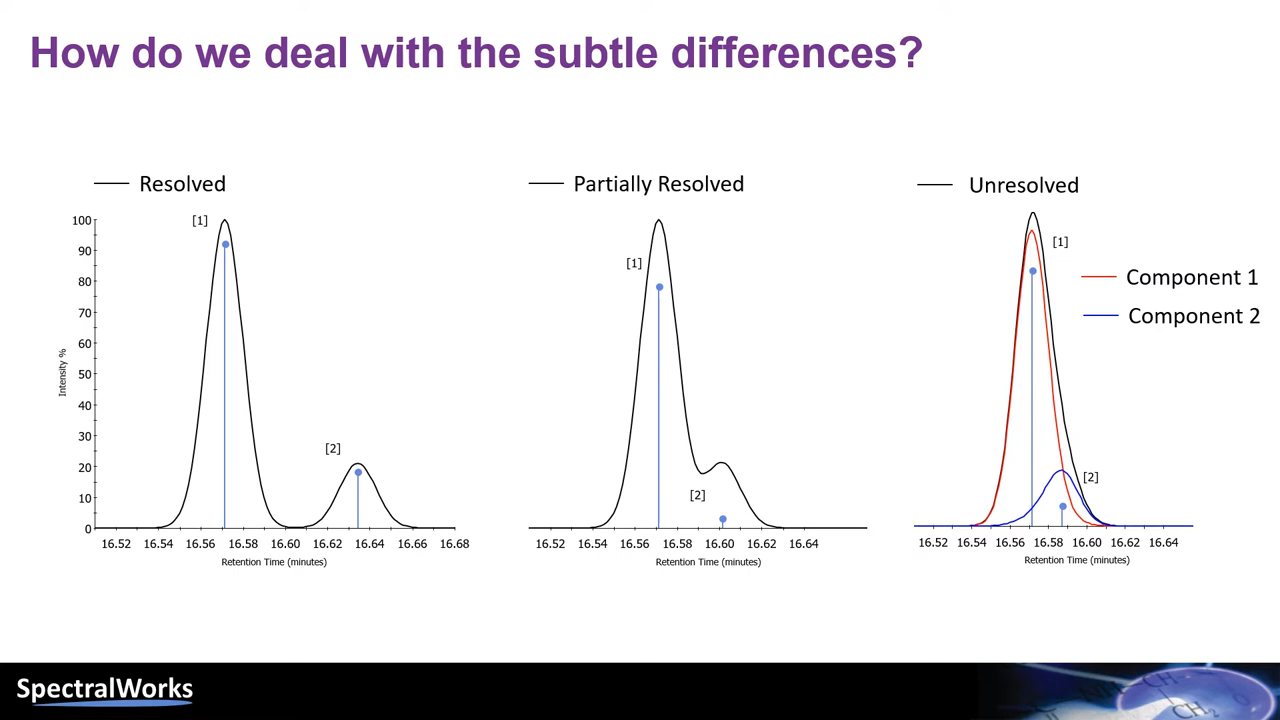 How do we deal with the subtle differences?
Resolved
[1]
[2]
100
90
80
70
60
50
40
30
20
10
0
Intensity %
16.52 16.54 16.56 16.58 16.60 16.62 16.64 16.66 16.68
Retention Time (minutes)
Partially Resolved
[1]
[2]
16.54 16.56 16.58 16.60 16.62 16.64
Retention Time (minutes)
Unresolved
[1]
Component 1
Component 2
[2]
16.52 16.54 16.56 16.58 16.60 16.62 16.64
Retention Time (minutes)
SpectralWorks
CH₂